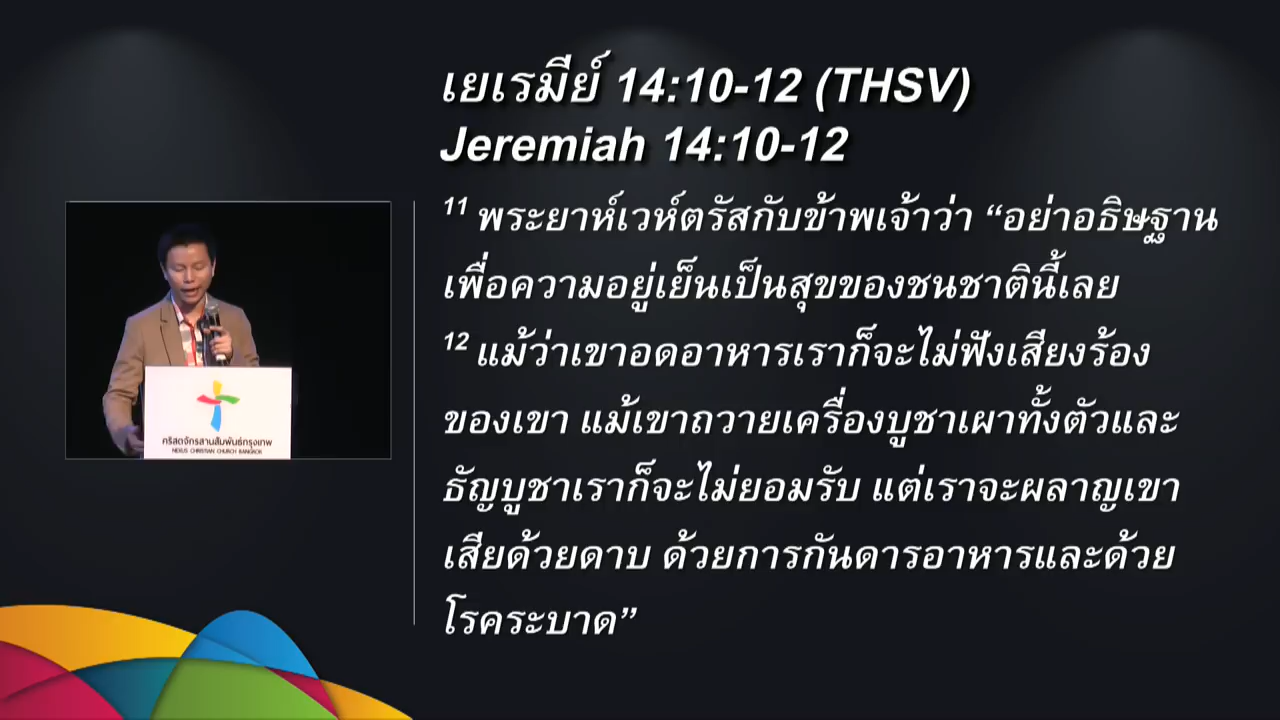 เยเรมีย์ 14:10-12 (THSV)
Jeremiah 14:10-12
11 พระยาห์เวห์ตรัสกับข้าพเจ้าว่า “อย่าอธิษฐาน
เพื่อความอยู่เย็นเป็นสุขของชนชาตินี้เลย
12 แม้ว่าเขาอดอาหารเราก็จะไม่ฟังเสียงร้อง
ของเขา แม้เขาถวายเครื่องบูชาเผาทั้งตัวและ
ธัญบูชาเราก็จะไม่ยอมรับ แต่เราจะผลาญเขา
เสียด้วยดาบ ด้วยการกันดารอาหารและด้วย
โรคระบาด”
คริสตจักรสานสัมพันธ์กรุงเทพ
NEXUS CHRISTIAN CHURCH BANGKOK